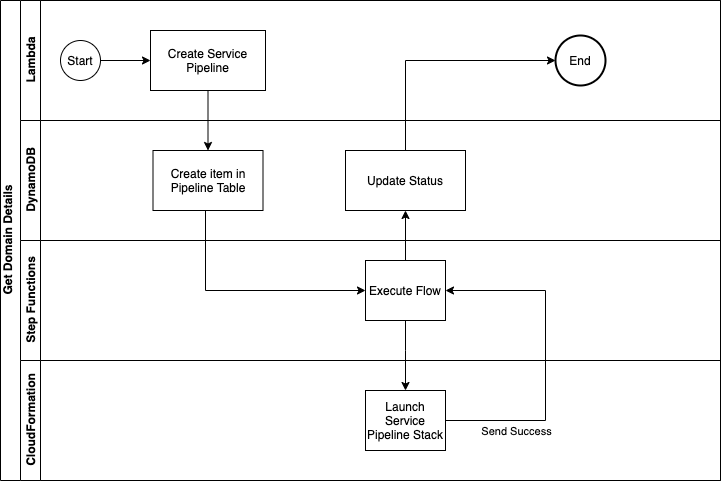 Get Domain Details
Lambda
Start
Create Service
Pipeline
End
DynamoDB
Create item in
Pipeline Table
Update Status
Step Functions
Execute Flow
CloudFormation
Launch
Service
Pipeline Stack
Send Success